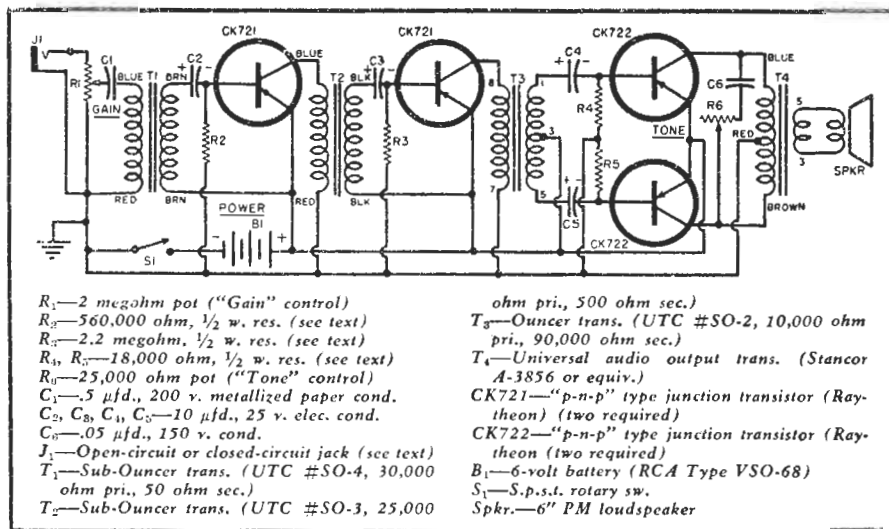 CK721
CK721
CK722
J1
C1
BLUE
T1
BRN
C2
+
-
BLUE
T2
BLK
C3
+
-
T3
C4
+
-
BLUE
C6
T4
R1
GAIN
R2
R3
8
1
R4
TONE
R6
RED
5
3
R5
3
SPKR
RED
BRN
POWER
RED
BLK
7
5
+
-
C5
BROWN
S1
-
B1
+
CK722
R1—2 megohm pot ("Gain" control)
R2—560,000 ohm, 1/2 w. res. (see text)
R3—2.2 megohm, 1/2 w. res. (see text)
R4, R5—18,000 ohm, 1/2 w. res. (see text)
R6—25,000 ohm pot ("Tone" control)
C1—.5 μfd., 200 v. metallized paper cond.
C2, C3, C4, C5—10 μfd., 25 v. elec. cond.
C6—.05 μfd., 150 v. cond.
J1—Open-circuit or closed-circuit jack (see text)
T1—Sub-Ouncer trans. (UTC #SO-4, 30,000
ohm pri., 50 ohm sec.)
T2—Sub-Ouncer trans. (UTC #SO-3, 25,000
ohm pri., 500 ohm sec.)
T3—Ouncer trans. (UTC #SO-2, 10,000 ohm
pri., 90,000 ohm sec.)
T4—Universal audio output trans. (Stancor
A-3856 or equiv.)
CK721—"p-n-p" type junction transistor (Ray-
theon) (two required)
CK722—"p-n-p" type junction transistor (Ray-
theon (two required)
B1—6-volt battery (RCA Type VSO-68)
S1—S.p.s.t. rotary sw.
Spkr.—6" PM loudspeaker